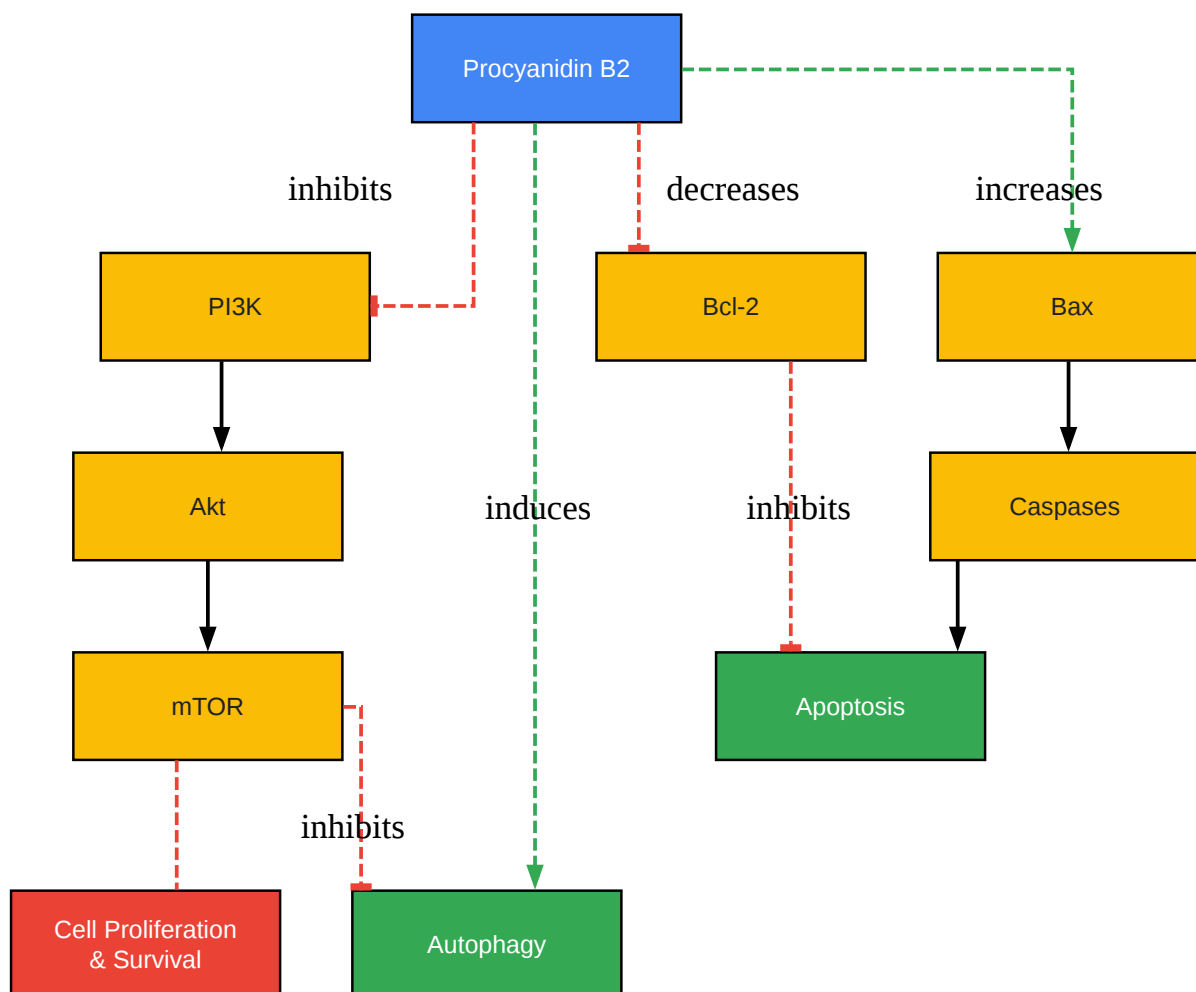 Procyanidin B2
inhibits
decreases
increases
PI3K
Bcl-2
Bax
Akt
induces
inhibits
Caspases
mTOR
Apoptosis
inhibits
Cell Proliferation
& Survival
Autophagy